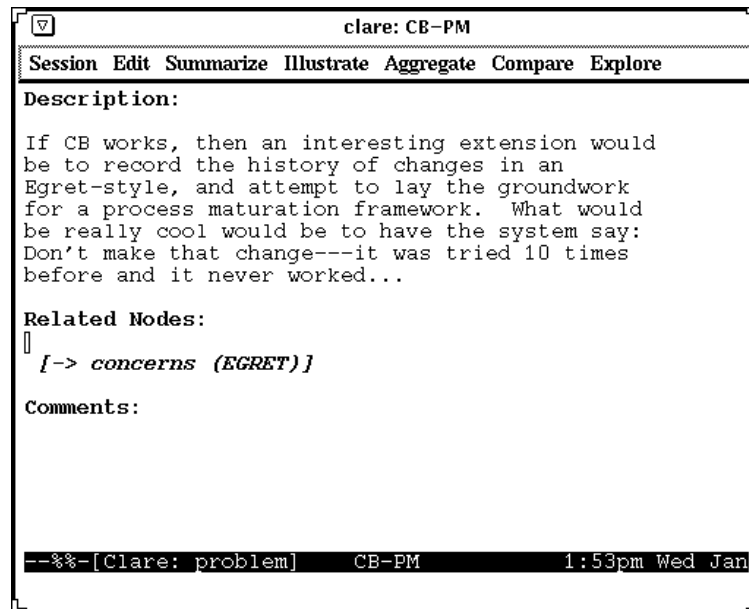 clare: CB-PM
Session Edit Summarize Illustrate Aggregate Compare Explore
Description:
If CB works, then an interesting extension would
be to record the history of changes in an
Egret-style, and attempt to lay the groundwork
for a process maturation framework.  What would
be really cool would be to have the system say:
Don't make that change---it was tried 10 times
before and it never worked...
Related Nodes:
[-> concerns (EGRET)]
Comments:
--%%-[Clare: problem]    CB-PM    1:53pm Wed Jan